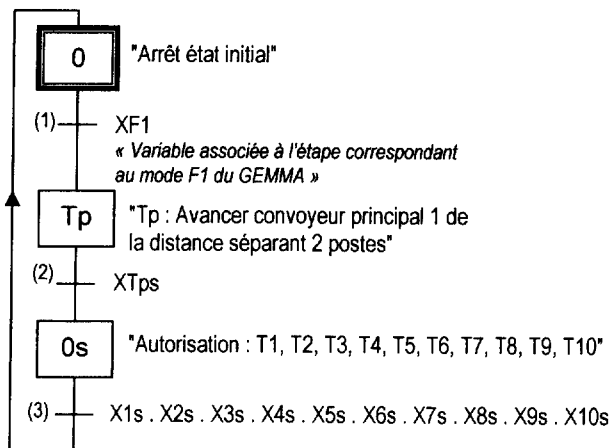 0 "Arrêt état initial"
(1) XF1
« Variable associée à l'étape correspondant
au mode F1 du GEMMA »
Tp "Tp : Avancer convoyeur principal 1 de
la distance séparant 2 postes"
(2) XTps
0s "Autorisation : T1, T2, T3, T4, T5, T6, T7, T8, T9, T10"
(3) X1s . X2s . X3s . X4s . X5s . X6s . X7s . X8s . X9s . X10s